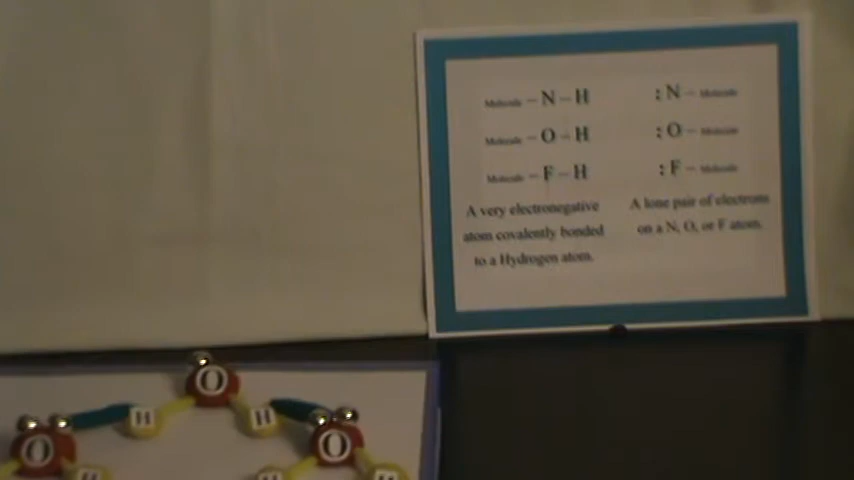 Molecule – N – H
: N – Molecule
Molecule – O – H
: O – Molecule
Molecule – F – H
: F – Molecule
A very electronegative
atom covalently bonded
to a Hydrogen atom.
A lone pair of electrons
on a N, O, or F atom.
O
H
H
O
O
H
H
H